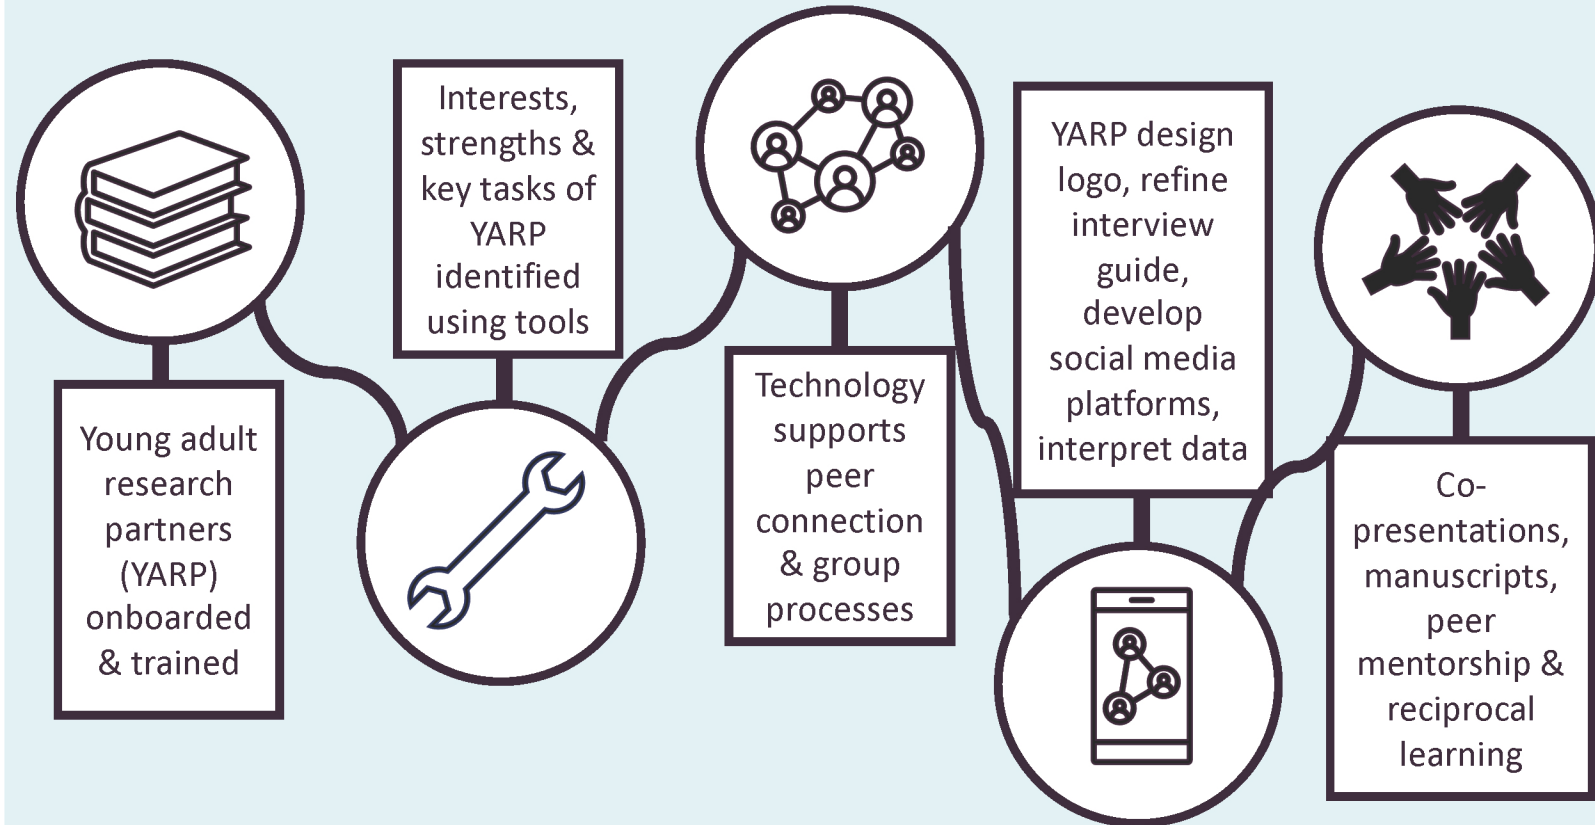 Young adult
research
partners
(YARP)
onboarded
& trained
Interests,
strengths &
key tasks of
YARP
identified
using tools
Technology
supports
peer
connection
& group
processes
YARP design
logo, refine
interview
guide,
develop
social media
platforms,
interpret data
Co-
presentations,
manuscripts,
peer
mentorship &
reciprocal
learning